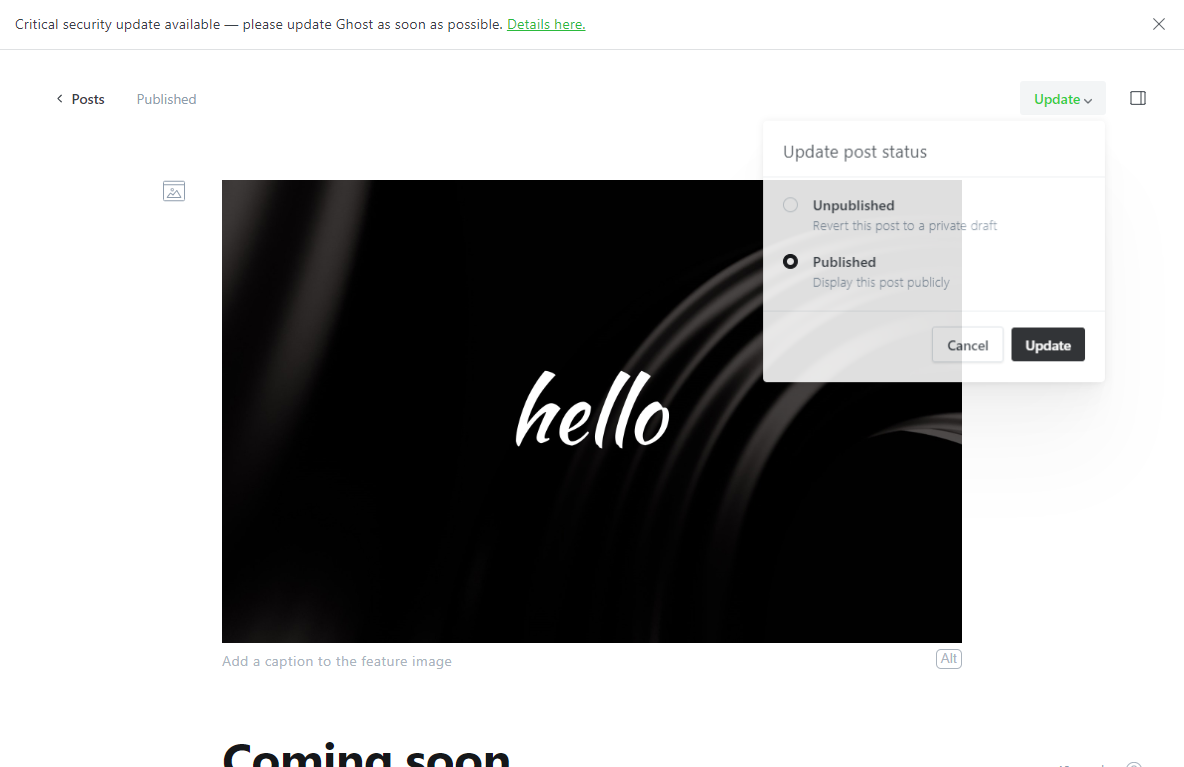 Critical security update available — please update Ghost as soon as possible. Details here.
Posts Published Update
Update post status
Unpublished
Revert this post to a private draft
Published
Display this post publicly
Cancel Update
hello
Add a caption to the feature image Alt
Coming soon